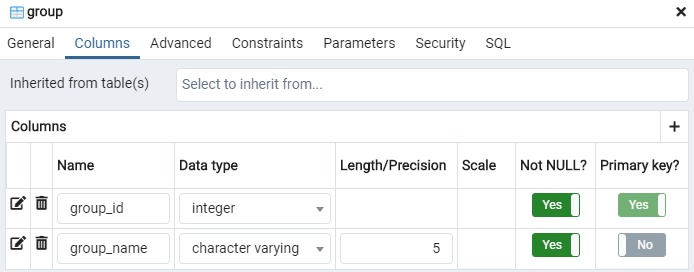 group
General Columns Advanced Constraints Parameters Security SQL
Inherited from table(s) Select to inherit from...
Columns
Name Data type Length/Precision Scale Not NULL? Primary key?
group_id integer Yes Yes
group_name character varying 5 Yes No